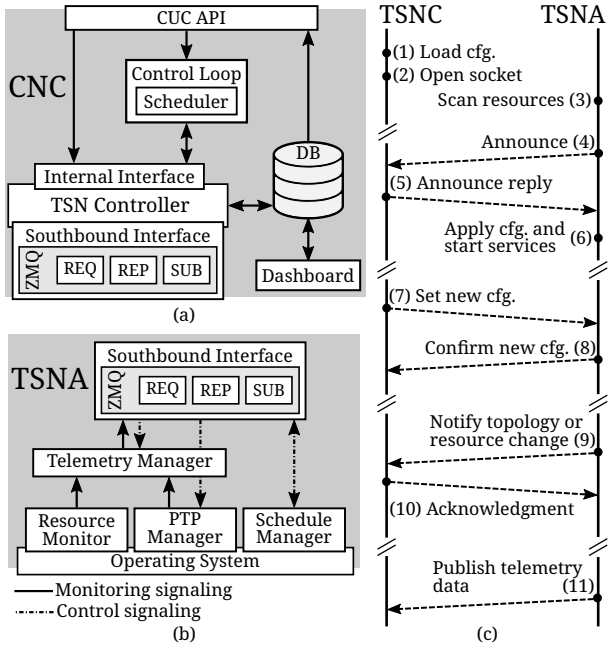 CUC API
CNC
Control Loop
Scheduler
DB
Internal Interface
TSN Controller
Southbound Interface
ZMQ
REQ
REP
SUB
Dashboard
(a)
TSNA
Southbound Interface
ZMQ
REQ
REP
SUB
Telemetry Manager
Resource
Monitor
PTP
Manager
Schedule
Manager
Operating System
Monitoring signaling
Control signaling
(b)
TSNC
TSNA
(1) Load cfg.
(2) Open socket
Scan resources (3)
Announce (4)
(5) Announce reply
Apply cfg. and
start services
(6)
(7) Set new cfg.
Confirm new cfg. (8)
Notify topology or
resource change (9)
(10) Acknowledgment
Publish telemetry
data
(11)
(c)